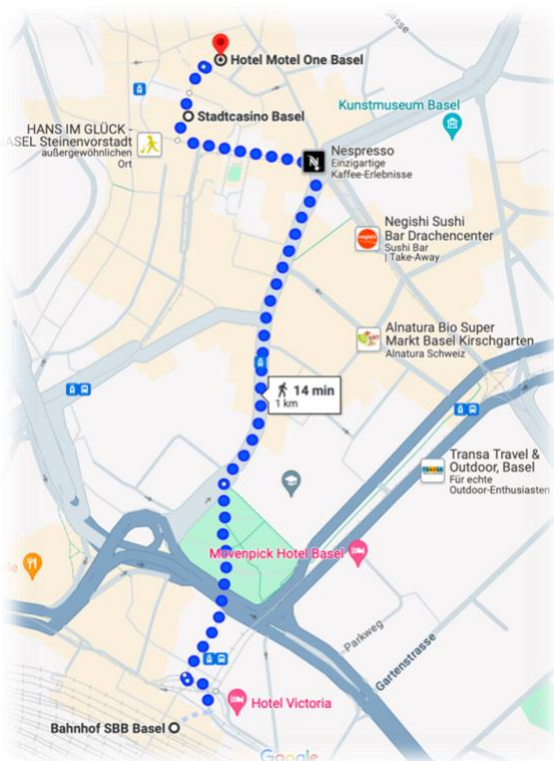 Hotel Motel One Basel
Kunstmuseum Basel
Stadtcasino Basel
HANS IM GLÜCK -
ASEL Steinenvorstadt
außergewöhnlichen
Ort
Nespresso
Einzigartige
Kaffee-Erlebnisse
Negishi Sushi
Bar Drachencenter
Sushi Bar
| Take-Away
Alnatura Bio Super
Markt Basel Kirschgarten
Alnatura Schweiz
14 min
1 km
Transa Travel &
Outdoor, Basel
Für echte
Outdoor-Enthusiasten
Mövenpick Hotel Basel
Parkweg
Gartenstrasse
Hotel Victoria
Bahnhof SBB Basel
Google